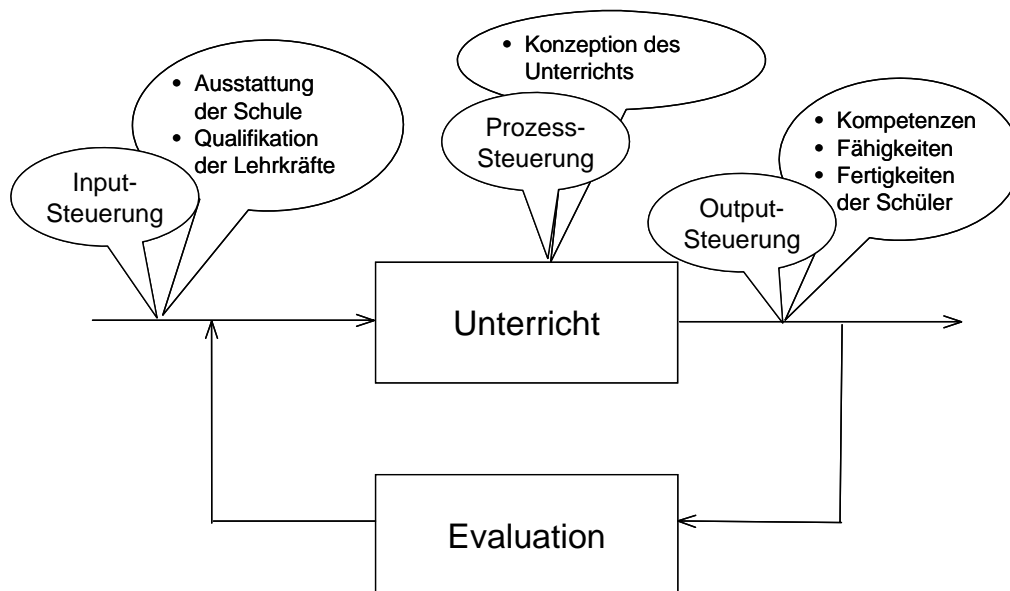 • Ausstattung
der Schule
• Qualifikation
der Lehrkräfte
Input-
Steuerung
• Konzeption des
Unterrichts
Prozess-
Steuerung
• Kompetenzen
• Fähigkeiten
• Fertigkeiten
der Schüler
Output-
Steuerung
Unterricht
Evaluation